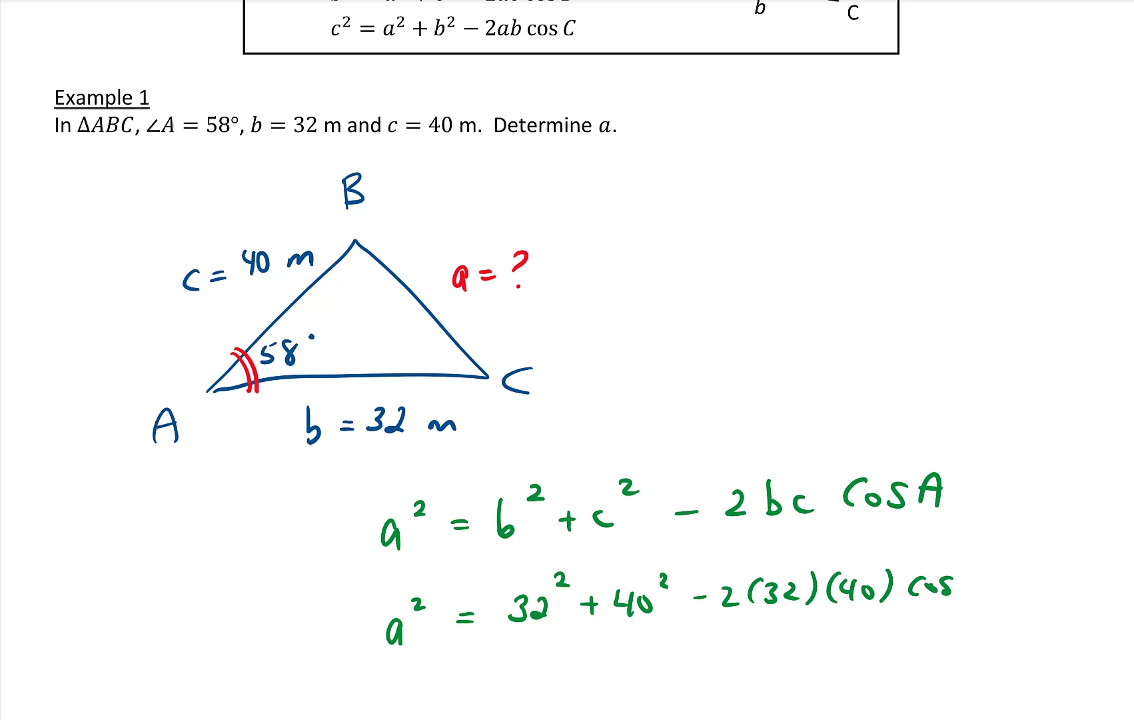 b
C
c² = a² + b² − 2ab cos C
Example 1
In ΔABC, ∠A = 58°, b = 32 m and c = 40 m. Determine a.
B
c = 40 m
a = ?
58°
A
C
b = 32 m
a² = b² + c² - 2bc cos A
a² = 32² + 40² - 2(32)(40) cos